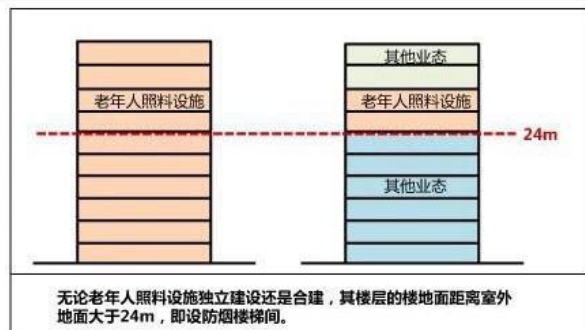 其他业态
老年人照料设施
老年人照料设施
24m
其他业态
无论老年人照料设施独立建设还是合建，其楼层的楼地面距离室外
地面大于24m，即设防烟楼梯间。